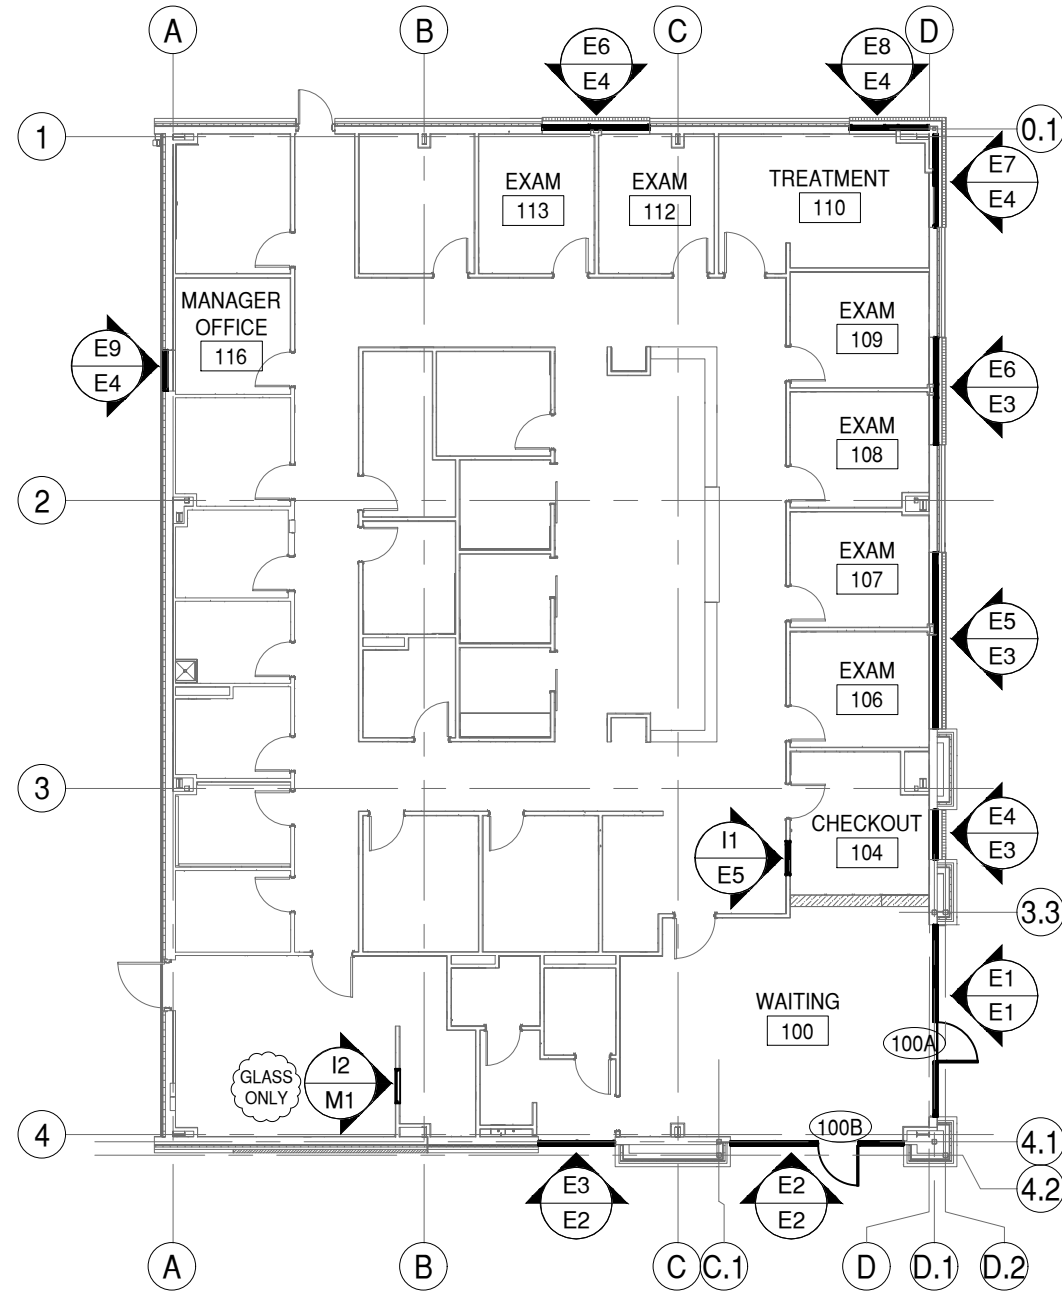 A
B
C
D
E6
E4
E8
E4
1
0.1
E7
E4
EXAM
113
EXAM
112
TREATMENT
110
MANAGER
OFFICE
116
EXAM
109
E9
E4
E6
E3
EXAM
108
2
EXAM
107
E5
E3
EXAM
106
3
CHECKOUT
104
E4
E3
I1
E5
3.3
WAITING
100
E1
E1
100A
GLASS
ONLY
I2
M1
100B
4
4.1
4.2
E3
E2
E2
E2
A
B
C
C.1
D
D.1
D.2